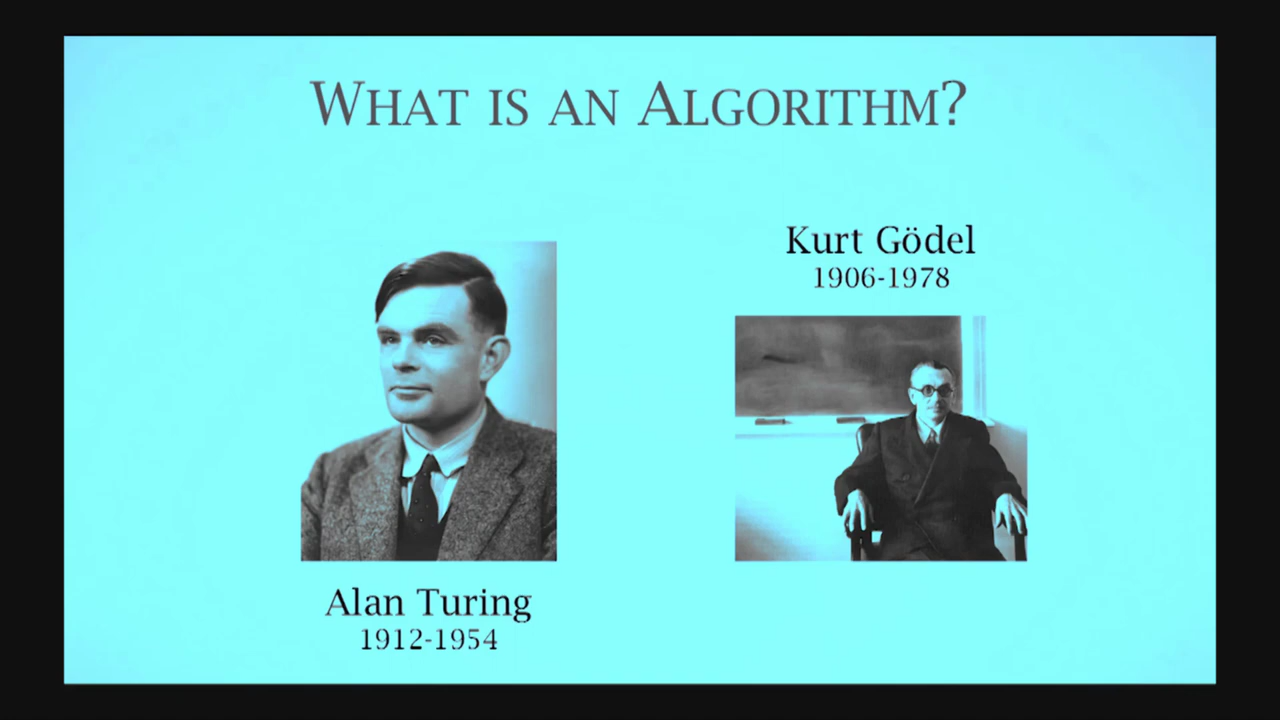 WHAT IS AN ALGORITHM?
Kurt Gödel
1906-1978
Alan Turing
1912-1954